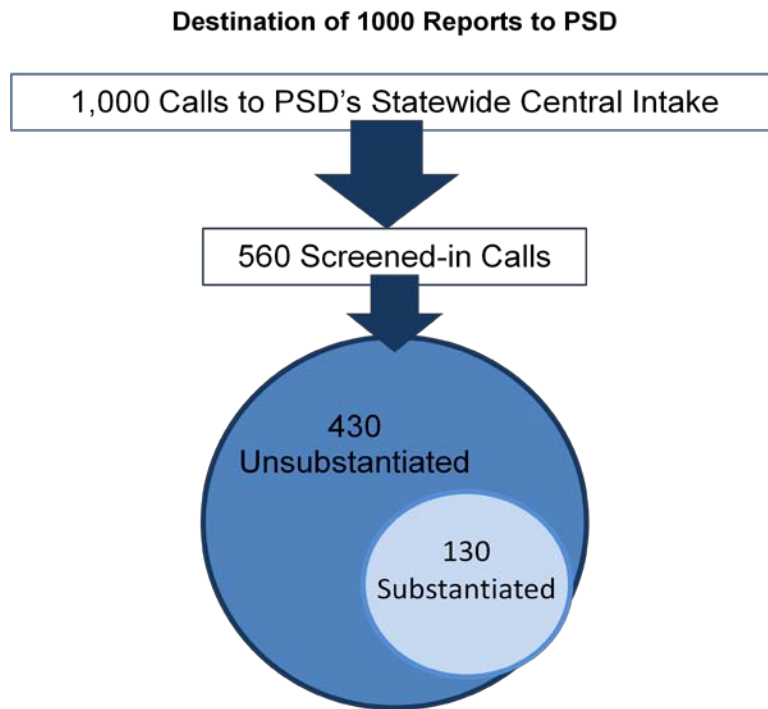 Destination of 1000 Reports to PSD
1,000 Calls to PSD's Statewide Central Intake
560 Screened-in Calls
430
Unsubstantiated
130
Substantiated